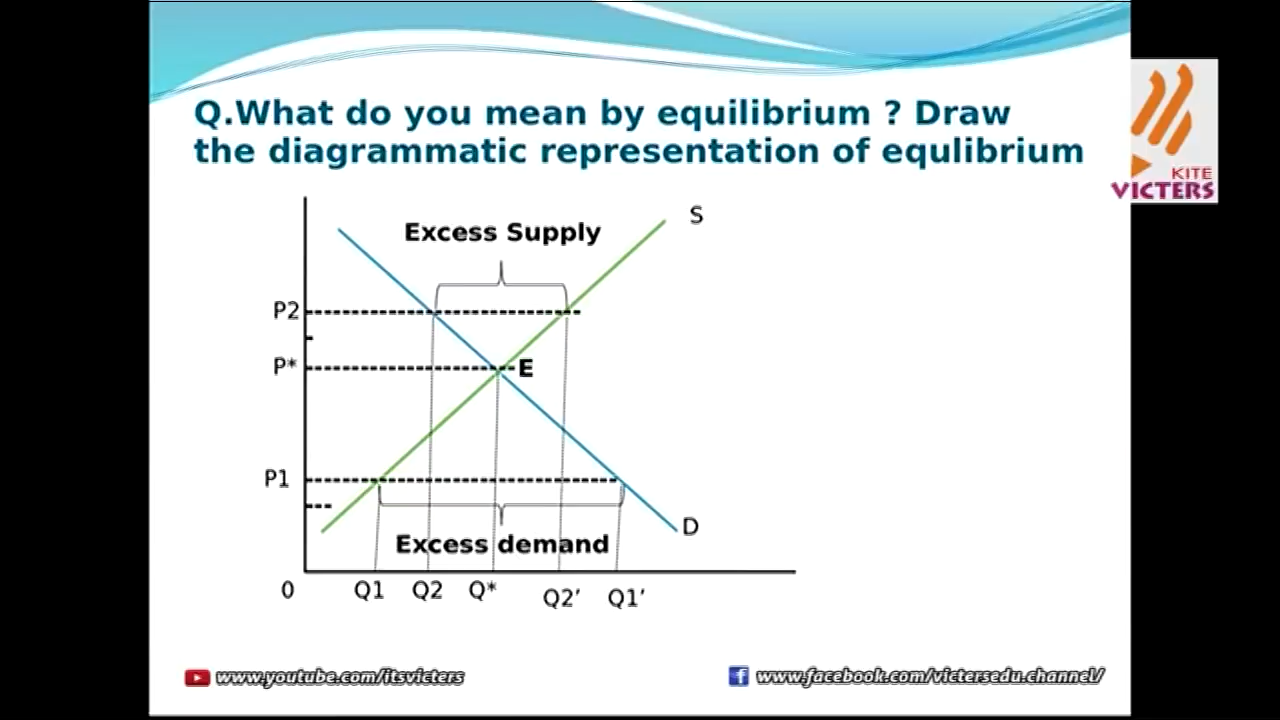 Q.What do you mean by equilibrium ? Draw
the diagrammatic representation of equlibrium
KITE
VICTERS
S
Excess Supply
P2
P*
E
P1
D
Excess demand
0 Q1 Q2 Q* Q2’ Q1’
www.youtube.com/itsvicters
www.facebook.com/victersedu.channel/